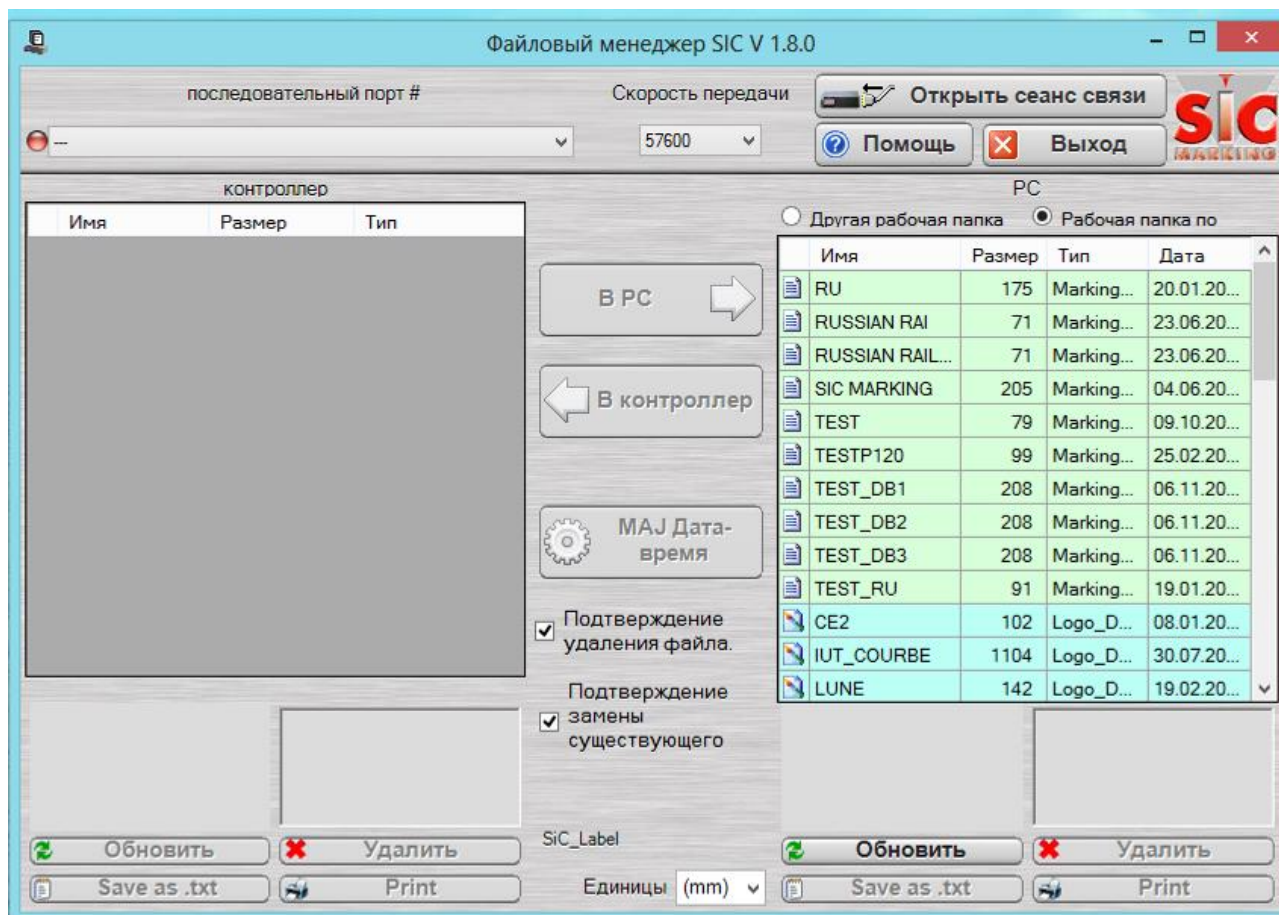 Файловый менеджер SIC V 1.8.0
последовательный порт #
Скорость передачи
Открыть сеанс связи
---
57600
Помощь
Выход
SIC
MARKING
контроллер
PC
Другая рабочая папка
Рабочая папка по
Имя Размер Тип
Имя Размер Тип Дата
RU 175 Marking... 20.01.20...
RUSSIAN RAI 71 Marking... 23.06.20...
RUSSIAN RAIL... 71 Marking... 23.06.20...
SIC MARKING 205 Marking... 04.06.20...
TEST 79 Marking... 09.10.20...
TESTP120 99 Marking... 25.02.20...
TEST_DB1 208 Marking... 06.11.20...
TEST_DB2 208 Marking... 06.11.20...
TEST_DB3 208 Marking... 06.11.20...
TEST_RU 91 Marking... 19.01.20...
CE2 102 Logo_D... 08.01.20...
IUT_COURBE 1104 Logo_D... 30.07.20...
LUNE 142 Logo_D... 19.02.20...
В PC
В контроллер
MAJ Дата-
время
Подтверждение
удаления файла.
Подтверждение
замены
существующего
SiC_Label
Единицы (mm)
Обновить
Удалить
Save as .txt
Print
Обновить
Удалить
Save as .txt
Print